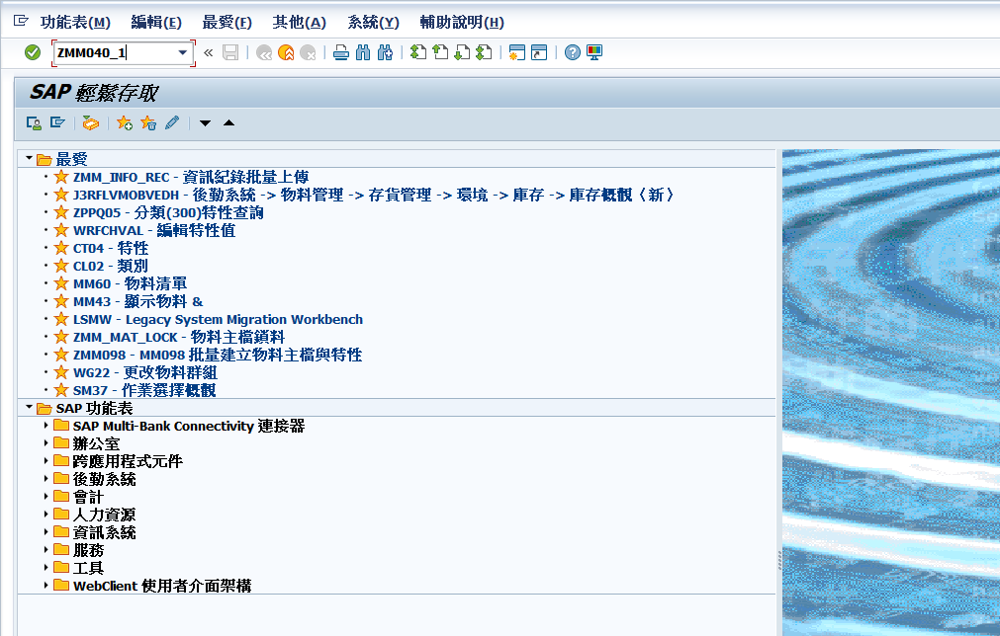 功能表(M) 編輯(E) 最愛(F) 其他(A) 系統(Y) 輔助說明(H)
ZMM040_1
SAP 輕鬆存取
最愛
ZMM_INFO_REC - 資訊紀錄批量上傳
J3RFLVMOBVEDH - 後勤系統 -> 物料管理 -> 存貨管理 -> 環境 -> 庫存 -> 庫存概觀〈新〉
ZPPQ05 - 分類(300)特性查詢
WRFCHVAL - 編輯特性值
CT04 - 特性
CL02 - 類別
MM60 - 物料清單
MM43 - 顯示物料 &
LSMW - Legacy System Migration Workbench
ZMM_MAT_LOCK - 物料主檔鎖料
ZMM098 - MM098 批量建立物料主檔與特性
WG22 - 更改物料群組
SM37 - 作業選擇概觀
SAP 功能表
SAP Multi-Bank Connectivity 連接器
辦公室
跨應用程式元件
後勤系統
會計
人力資源
資訊系統
服務
工具
WebClient 使用者介面架構